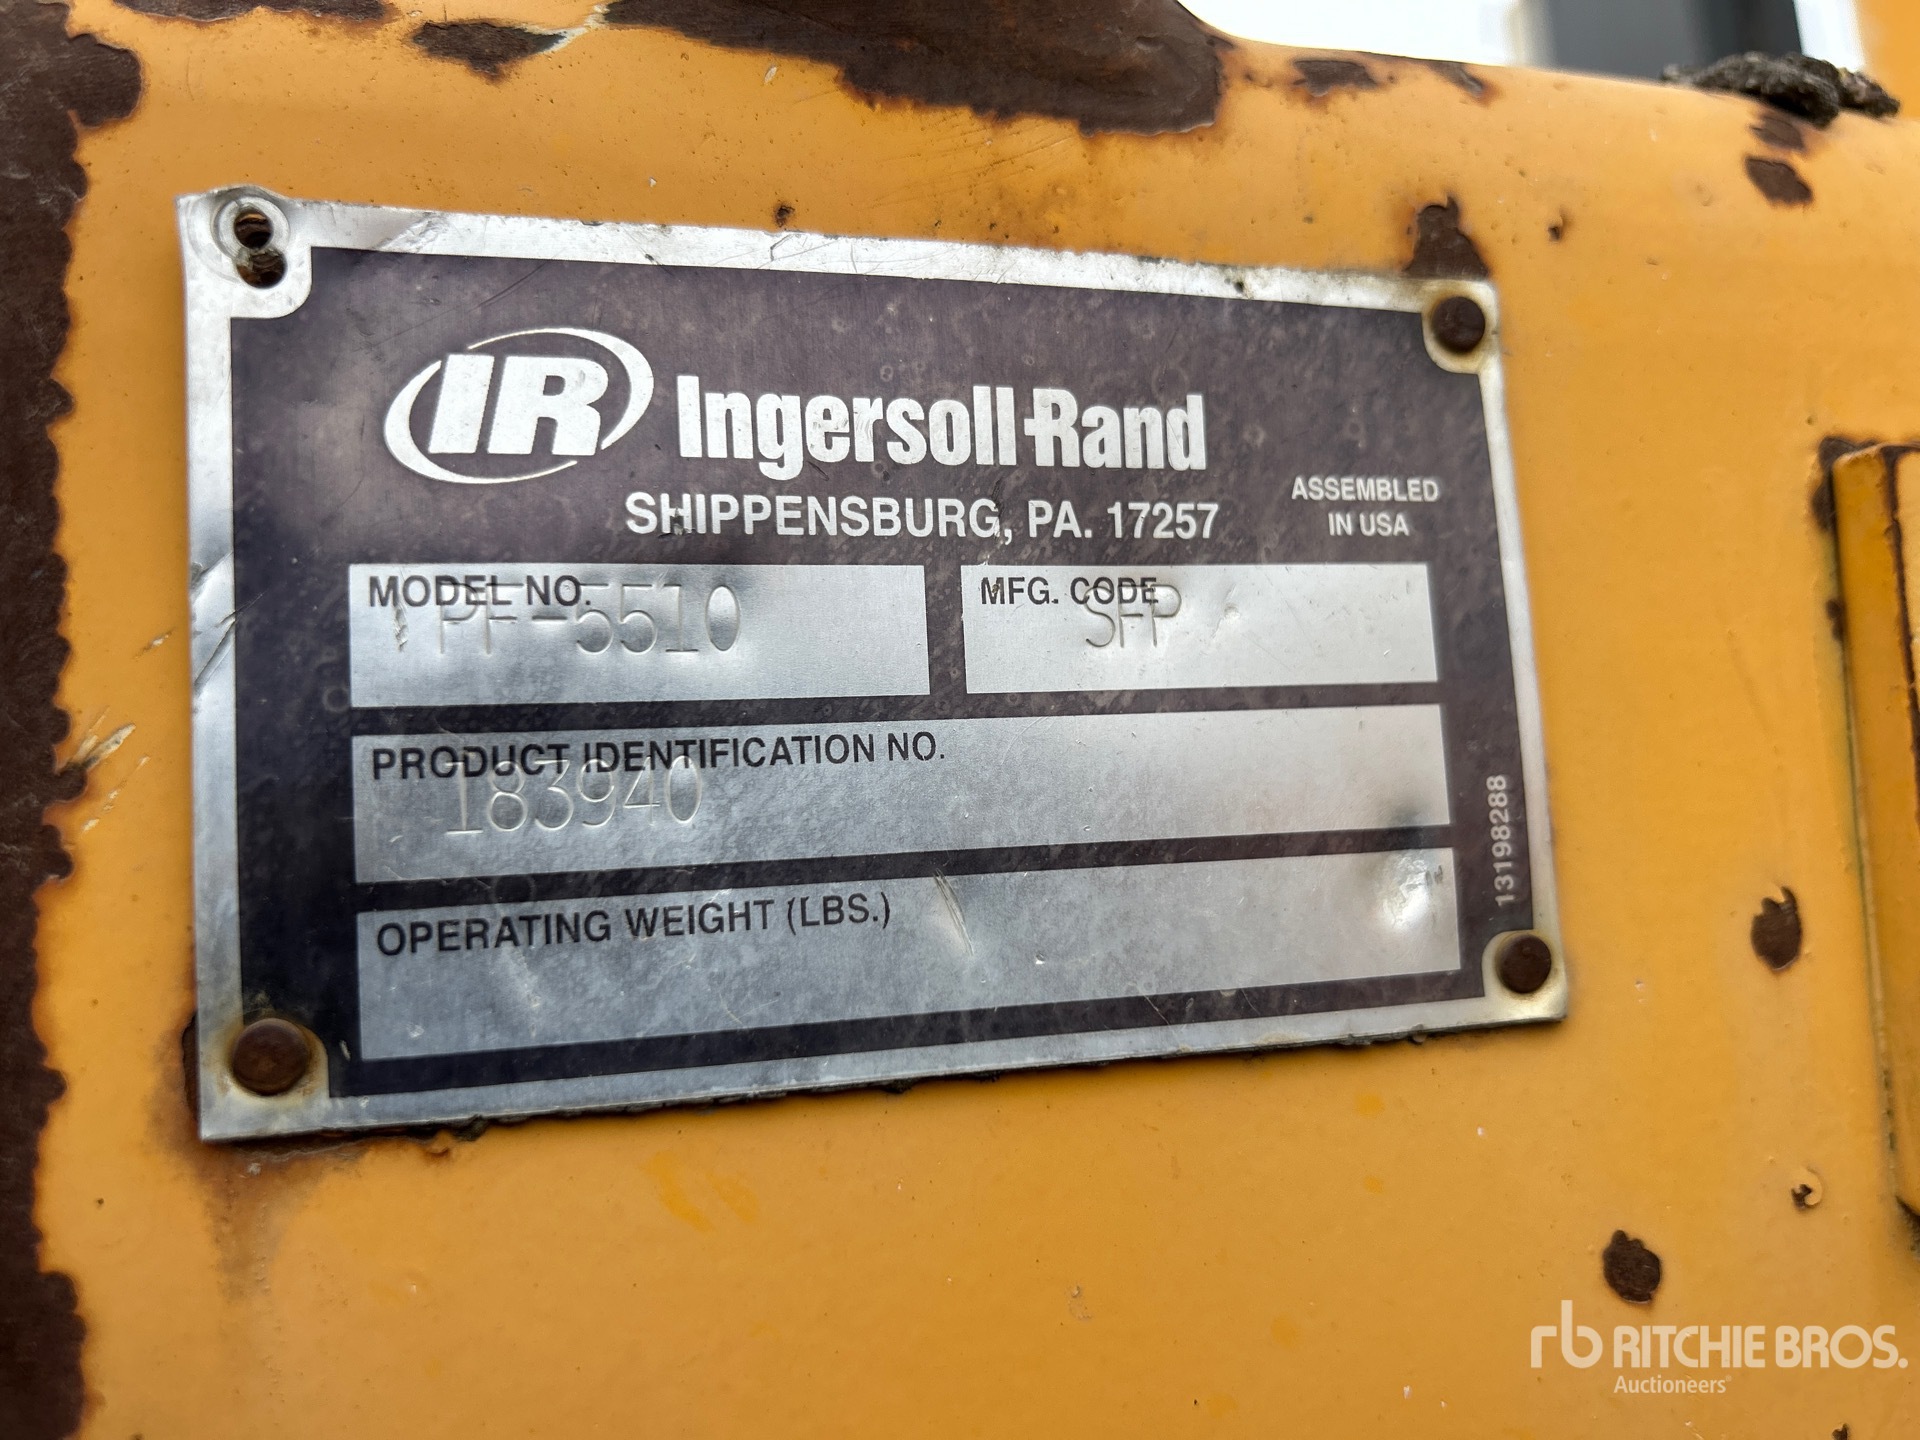 IR Ingersoll-Rand
SHIPPENSBURG, PA. 17257
ASSEMBLED
IN USA
MODEL NO.
PF-5510
MFG. CODE
SFP
PRODUCT IDENTIFICATION NO.
183940
OPERATING WEIGHT (LBS.)
13198288
rb RITCHIE BROS.
Auctioneers